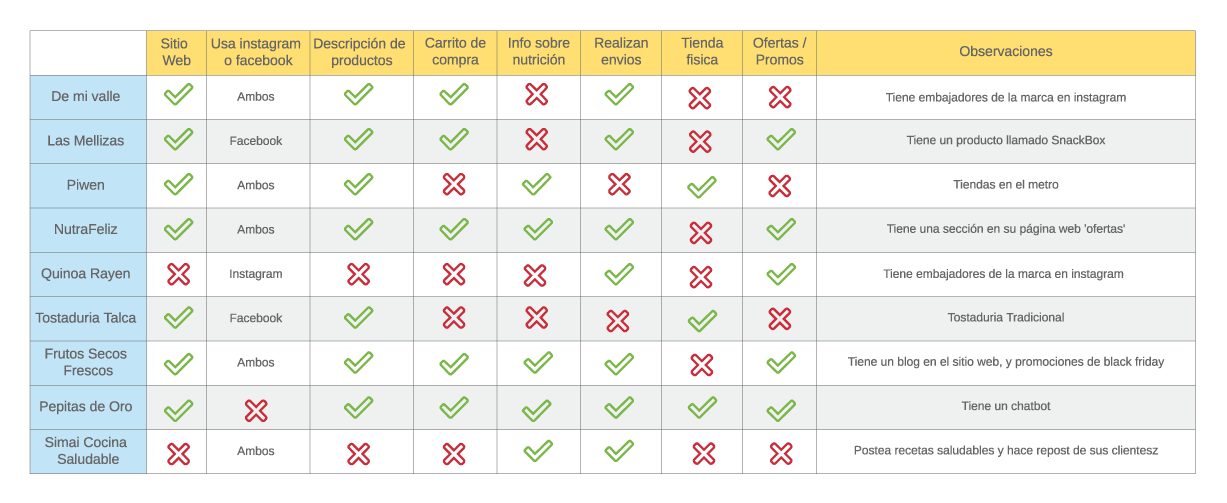 Sitio Web
Usa instagram o facebook
Descripción de productos
Carrito de compra
Info sobre nutrición
Realizan envios
Tienda fisica
Ofertas / Promos
Observaciones
De mi valle
Ambos
Tiene embajadores de la marca en instagram
Las Mellizas
Facebook
Tiene un producto llamado SnackBox
Piwen
Ambos
Tiendas en el metro
NutraFeliz
Ambos
Tiene una sección en su página web 'ofertas'
Quinoa Rayen
Instagram
Tiene embajadores de la marca en instagram
Tostaduria Talca
Facebook
Tostaduria Tradicional
Frutos Secos
Frescos
Ambos
Tiene un blog en el sitio web, y promociones de black friday
Pepitas de Oro
Tiene un chatbot
Simai Cocina
Saludable
Ambos
Postea recetas saludables y hace repost de sus clientesz